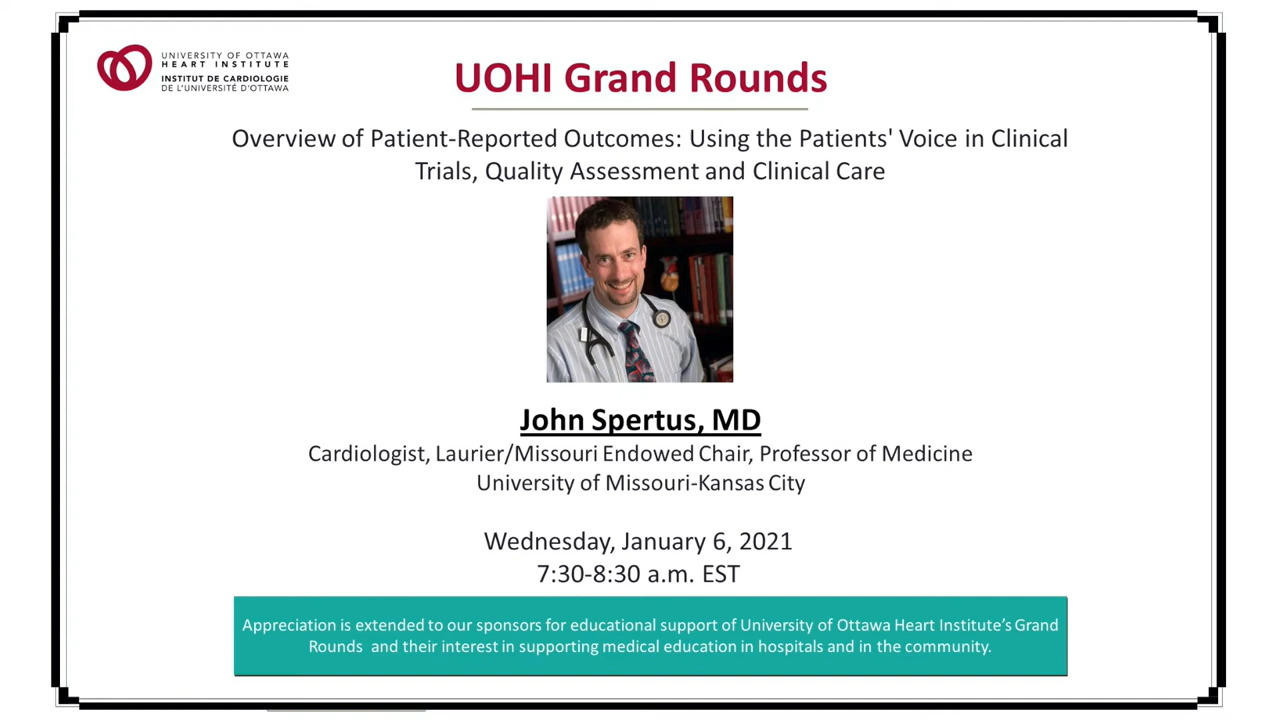 UNIVERSITY OF OTTAWA
HEART INSTITUTE
INSTITUT DE CARDIOLOGIE
DE L'UNIVERSITÉ D'OTTAWA
UOHI Grand Rounds
Overview of Patient-Reported Outcomes: Using the Patients' Voice in Clinical
Trials, Quality Assessment and Clinical Care
John Spertus, MD
Cardiologist, Laurier/Missouri Endowed Chair, Professor of Medicine
University of Missouri-Kansas City
Wednesday, January 6, 2021
7:30-8:30 a.m. EST
Appreciation is extended to our sponsors for educational support of University of Ottawa Heart Institute’s Grand
Rounds and their interest in supporting medical education in hospitals and in the community.